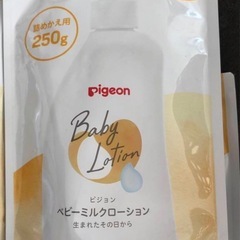 詰めかえ用
250g
pigeon
Baby
Lotion
ピジョン
ベビーミルクローション
生まれたその日から